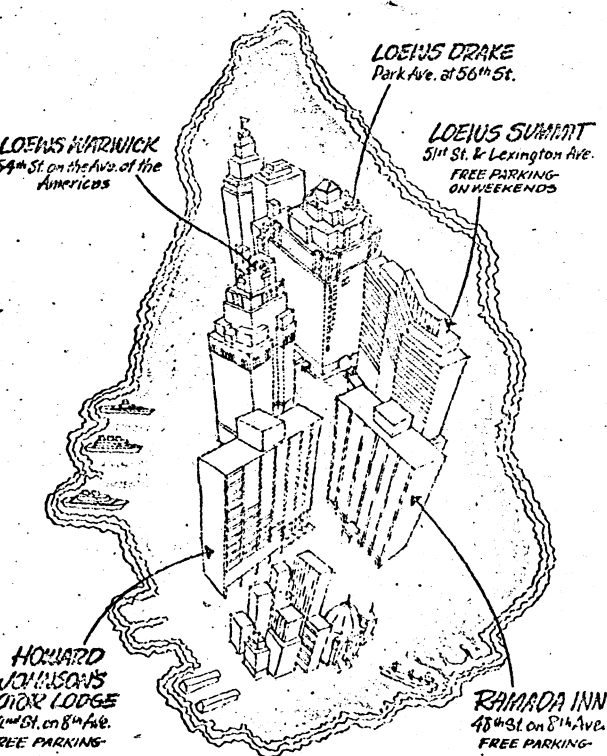 LOEWS DRAKE
Park Ave. at 56th St.
LOEWS WARWICK
54th St. on the Ave. of the
Americas
LOEWS SUMMIT
51st St. & Lexington Ave.
FREE PARKING
ON WEEKENDS
HOWARD
JOHNSON'S
MOTOR LODGE
St. on 8th Ave.
FREE PARKING
RAMADA INN
48th St. on 8th Ave.
FREE PARKING